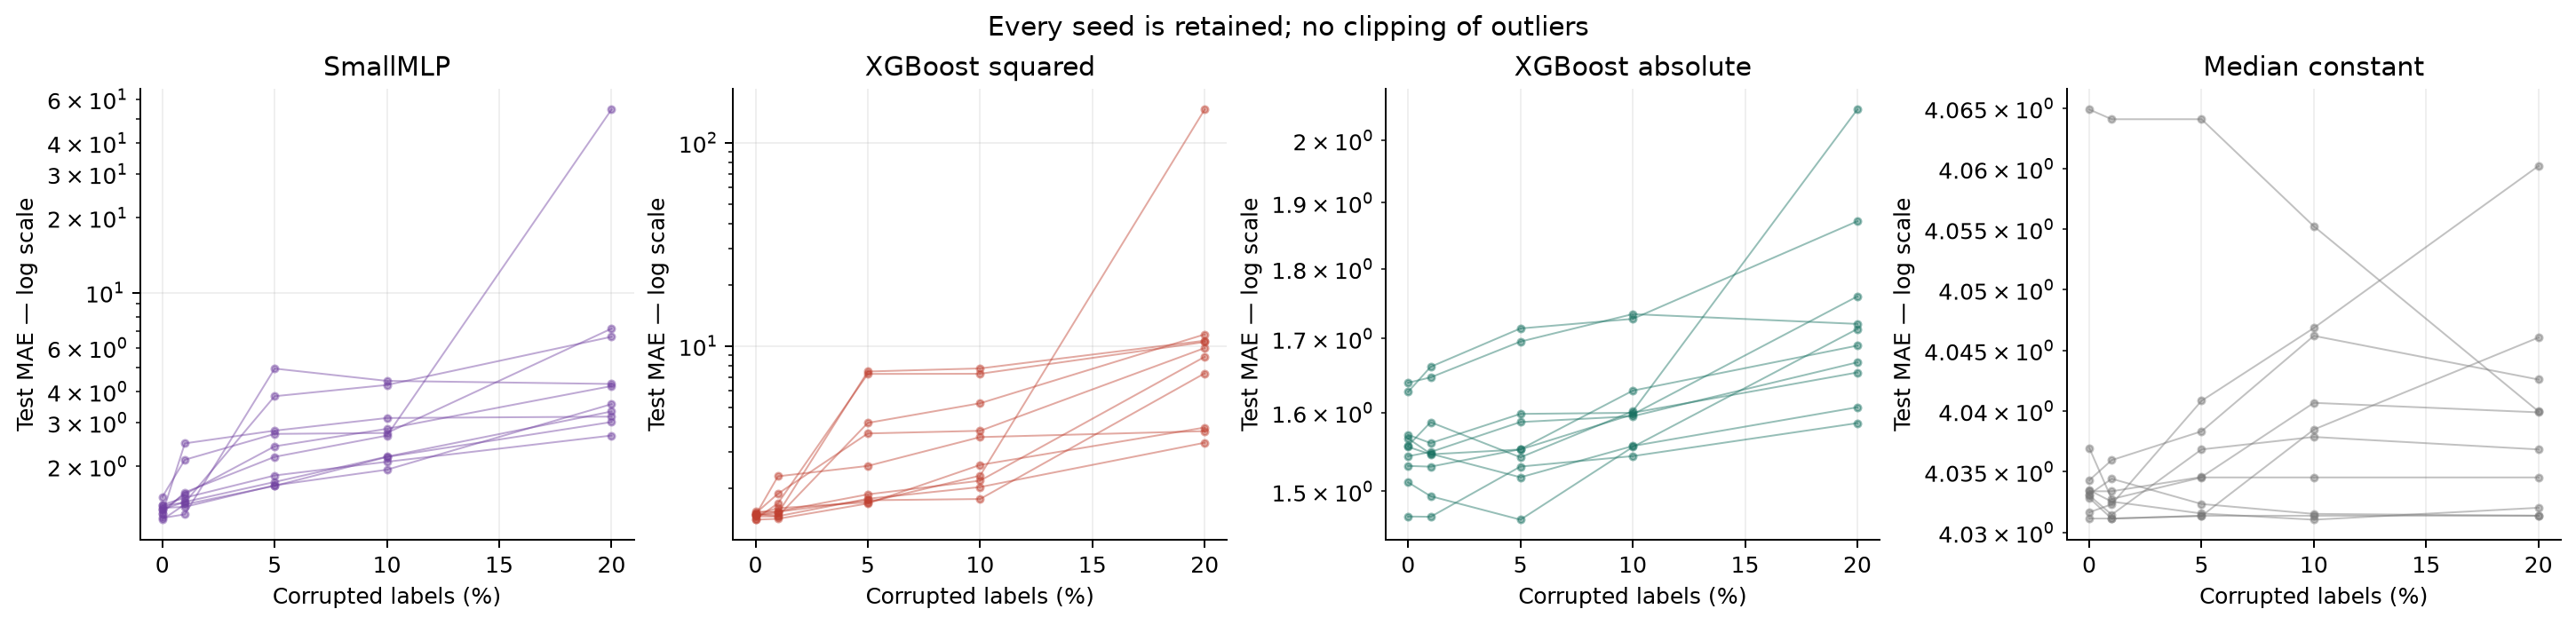 Every seed is retained; no clipping of outliers
SmallMLP
6 × 10¹
4 × 10¹
3 × 10¹
2 × 10¹
10¹
6 × 10⁰
4 × 10⁰
3 × 10⁰
2 × 10⁰
Test MAE — log scale
0 5 10 15 20
Corrupted labels (%)
XGBoost squared
10²
10¹
Test MAE — log scale
0 5 10 15 20
Corrupted labels (%)
XGBoost absolute
2 × 10⁰
1.9 × 10⁰
1.8 × 10⁰
1.7 × 10⁰
1.6 × 10⁰
1.5 × 10⁰
Test MAE — log scale
0 5 10 15 20
Corrupted labels (%)
Median constant
4.065 × 10⁰
4.06 × 10⁰
4.055 × 10⁰
4.05 × 10⁰
4.045 × 10⁰
4.04 × 10⁰
4.035 × 10⁰
4.03 × 10⁰
Test MAE — log scale
0 5 10 15 20
Corrupted labels (%)